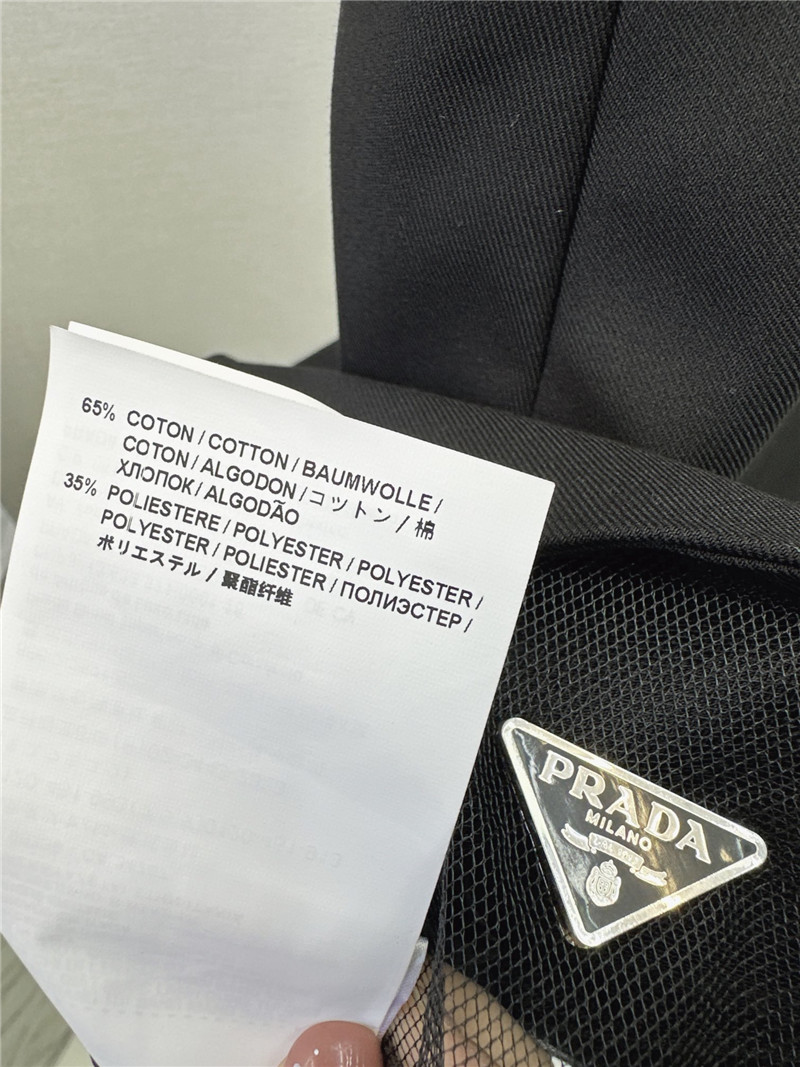 65% COTON / COTTON / BAUMWOLLE /
COTON / ALGODON / コットン / 棉
ХЛОПОК / ALGODÃO
35% POLIESTERE / POLYESTER / POLYESTER /
POLYESTER / POLIESTER / ПОЛИЭСТЕР /
ポリエステル / 聚酯纤维
PRADA
MILANO